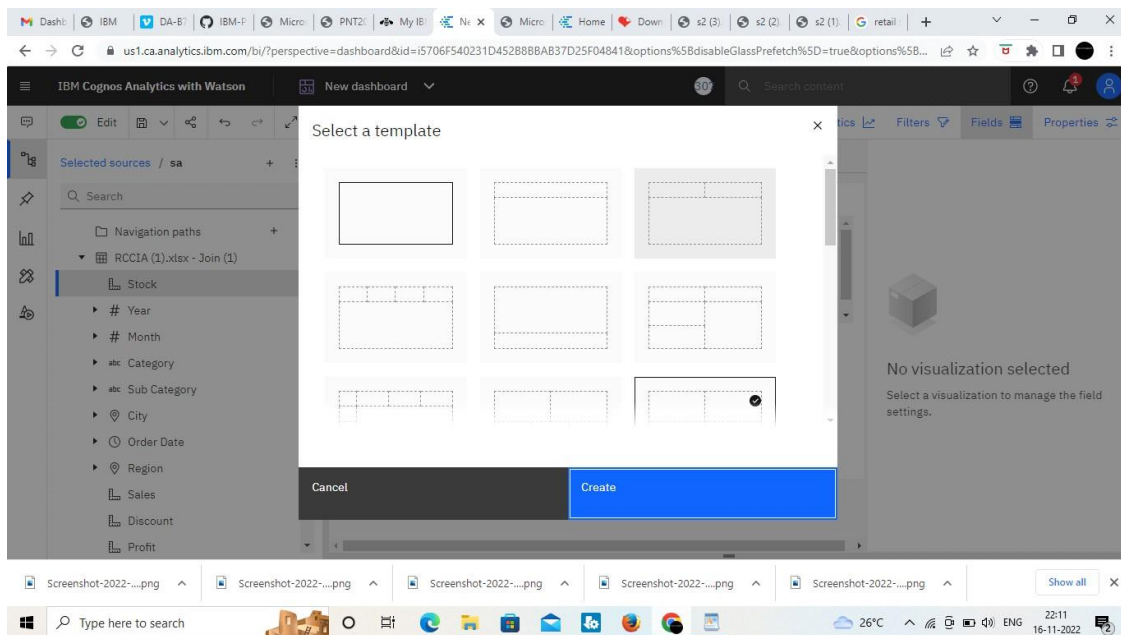 Dashb IBM DA-B7 IBM-P Micro PNT20 My IB Ne Micro Home Down s2 (3) s2 (2) s2 (1) retail
us1.ca.analytics.ibm.com/bi/?perspective=dashboard&id=i5706F540231D452B8BBAB37D25F04841&options%5BdisableGlassPrefetch%5D=true&options%5B...
IBM Cognos Analytics with Watson New dashboard Search content 1
Edit Select a template tics Filters Fields Properties
Selected sources / sa
Search
Navigation paths
RCCIA (1).xlsx - Join (1)
Stock
# Year
# Month
abc Category
abc Sub Category
City
Order Date
Region
Sales
Discount
Profit
No visualization selected
Select a visualization to manage the field
settings.
Cancel Create
Screenshot-2022-....png Screenshot-2022-....png Screenshot-2022-....png Screenshot-2022-....png Screenshot-2022-....png Show all
Type here to search 26°C ENG 22:11
16-11-2022 2